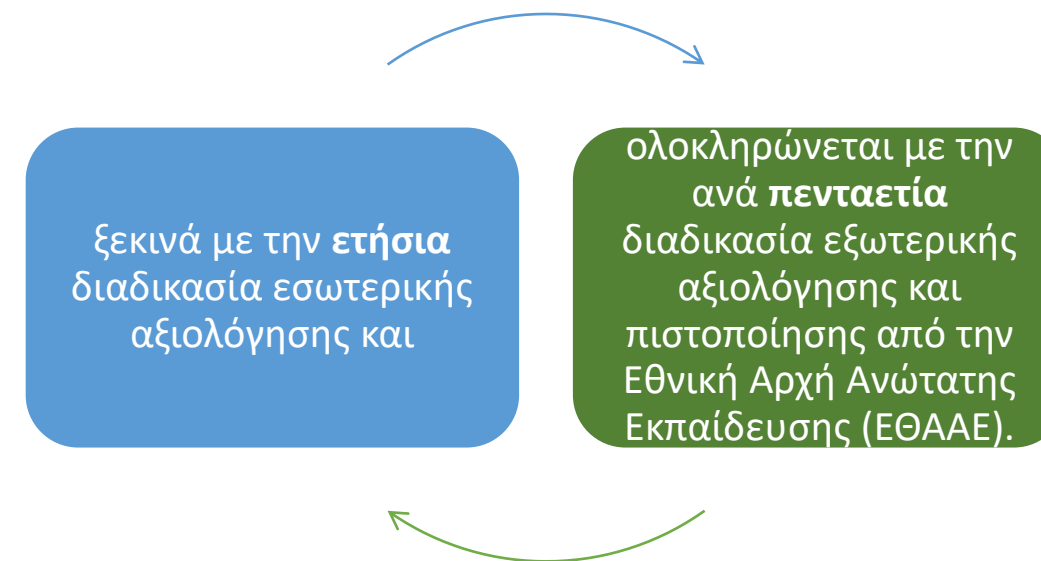 ξεκινά με την ετήσια
διαδικασία εσωτερικής
αξιολόγησης και
ολοκληρώνεται με την
ανά πενταετία
διαδικασία εξωτερικής
αξιολόγησης και
πιστοποίησης από την
Εθνική Αρχή Ανώτατης
Εκπαίδευσης (ΕΘΑΑΕ).